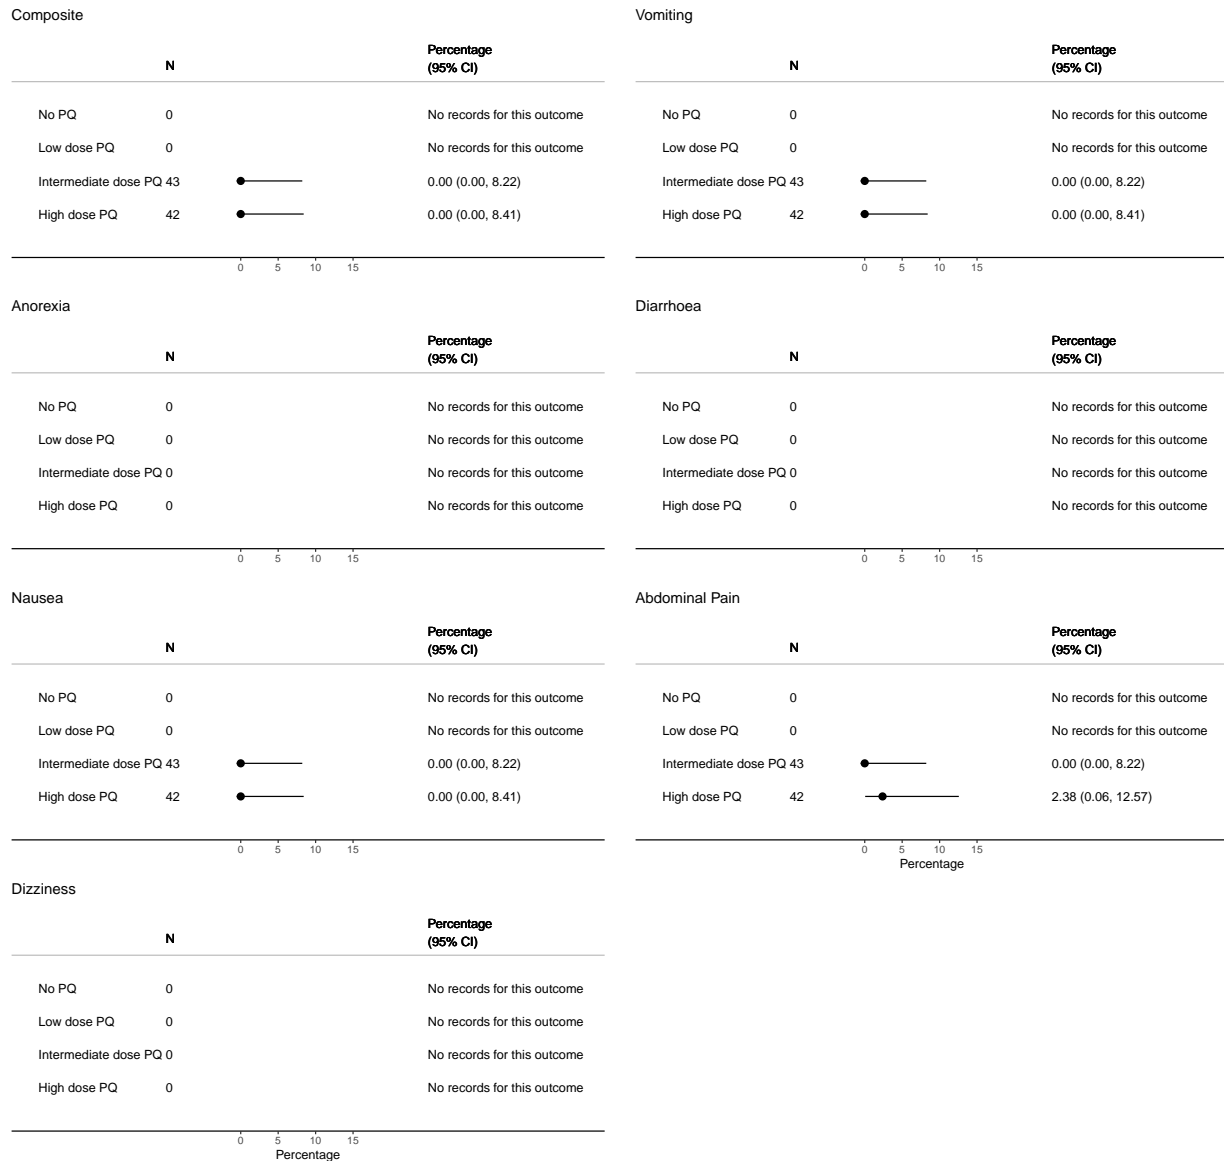 Composite
Percentage
N
(95% CI)
No PQ 0 No records for this outcome
Low dose PQ 0 No records for this outcome
Intermediate dose PQ 43 0.00 (0.00, 8.22)
High dose PQ 42 0.00 (0.00, 8.41)
0 5 10 15
Vomiting
Percentage
N
(95% CI)
No PQ 0 No records for this outcome
Low dose PQ 0 No records for this outcome
Intermediate dose PQ 43 0.00 (0.00, 8.22)
High dose PQ 42 0.00 (0.00, 8.41)
0 5 10 15
Anorexia
Percentage
N
(95% CI)
No PQ 0 No records for this outcome
Low dose PQ 0 No records for this outcome
Intermediate dose PQ 0 No records for this outcome
High dose PQ 0 No records for this outcome
0 5 10 15
Diarrhoea
Percentage
N
(95% CI)
No PQ 0 No records for this outcome
Low dose PQ 0 No records for this outcome
Intermediate dose PQ 0 No records for this outcome
High dose PQ 0 No records for this outcome
0 5 10 15
Nausea
Percentage
N
(95% CI)
No PQ 0 No records for this outcome
Low dose PQ 0 No records for this outcome
Intermediate dose PQ 43 0.00 (0.00, 8.22)
High dose PQ 42 0.00 (0.00, 8.41)
0 5 10 15
Abdominal Pain
Percentage
N
(95% CI)
No PQ 0 No records for this outcome
Low dose PQ 0 No records for this outcome
Intermediate dose PQ 43 0.00 (0.00, 8.22)
High dose PQ 42 2.38 (0.06, 12.57)
0 5 10 15
Percentage
Dizziness
Percentage
N
(95% CI)
No PQ 0 No records for this outcome
Low dose PQ 0 No records for this outcome
Intermediate dose PQ 0 No records for this outcome
High dose PQ 0 No records for this outcome
0 5 10 15
Percentage